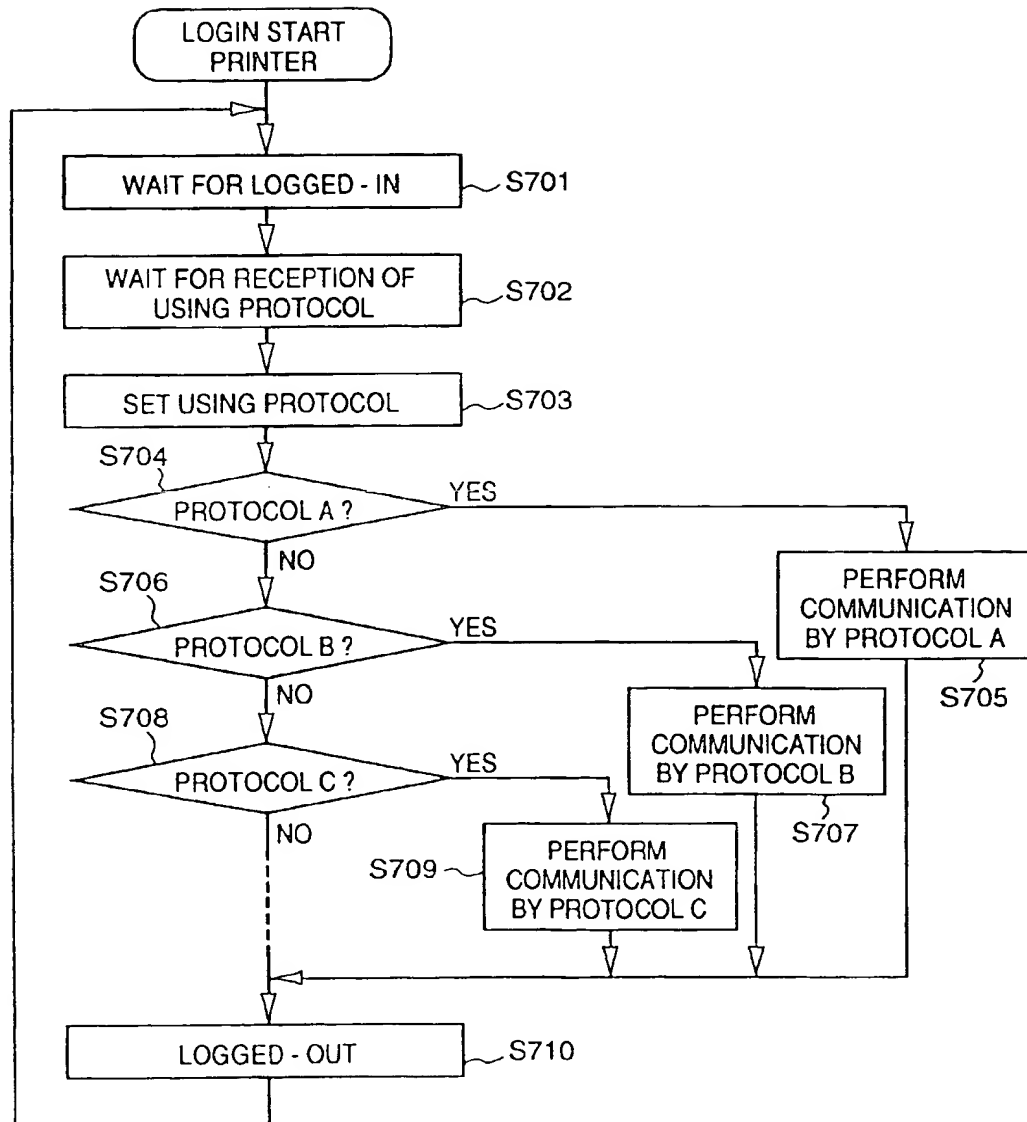 LOGIN START
PRINTER
WAIT FOR LOGGED - IN
S701
WAIT FOR RECEPTION OF
USING PROTOCOL
S702
SET USING PROTOCOL
S703
S704
PROTOCOL A ?
YES
NO
PERFORM
COMMUNICATION
BY PROTOCOL A
S705
S706
PROTOCOL B ?
YES
NO
PERFORM
COMMUNICATION
BY PROTOCOL B
S707
S708
PROTOCOL C ?
YES
NO
S709
PERFORM
COMMUNICATION
BY PROTOCOL C
LOGGED - OUT
S710